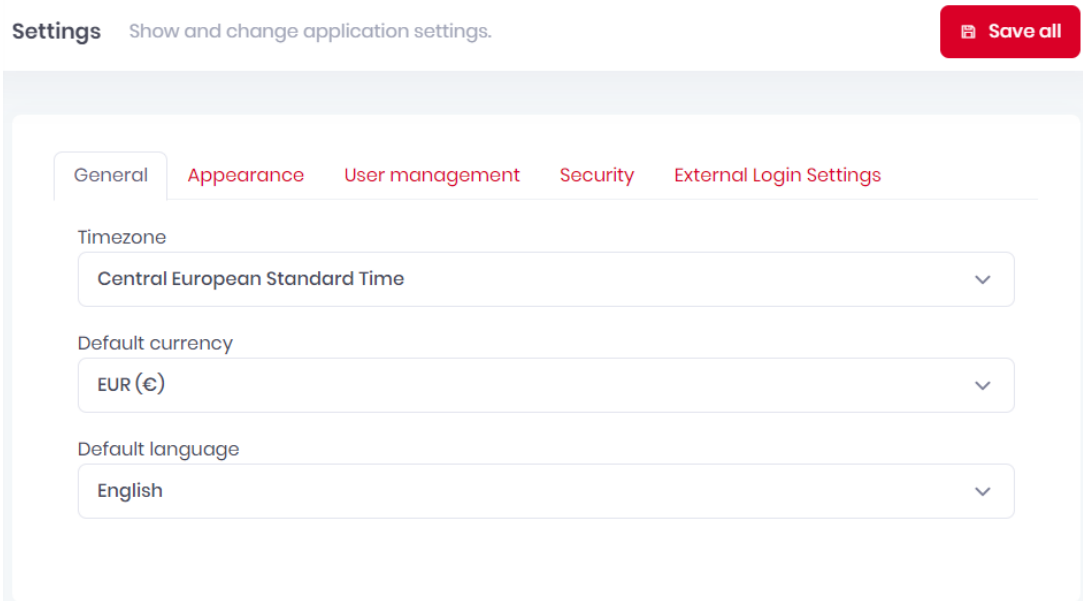 Settings Show and change application settings. Save all
General Appearance User management Security External Login Settings
Timezone
Central European Standard Time
Default currency
EUR (€)
Default language
English